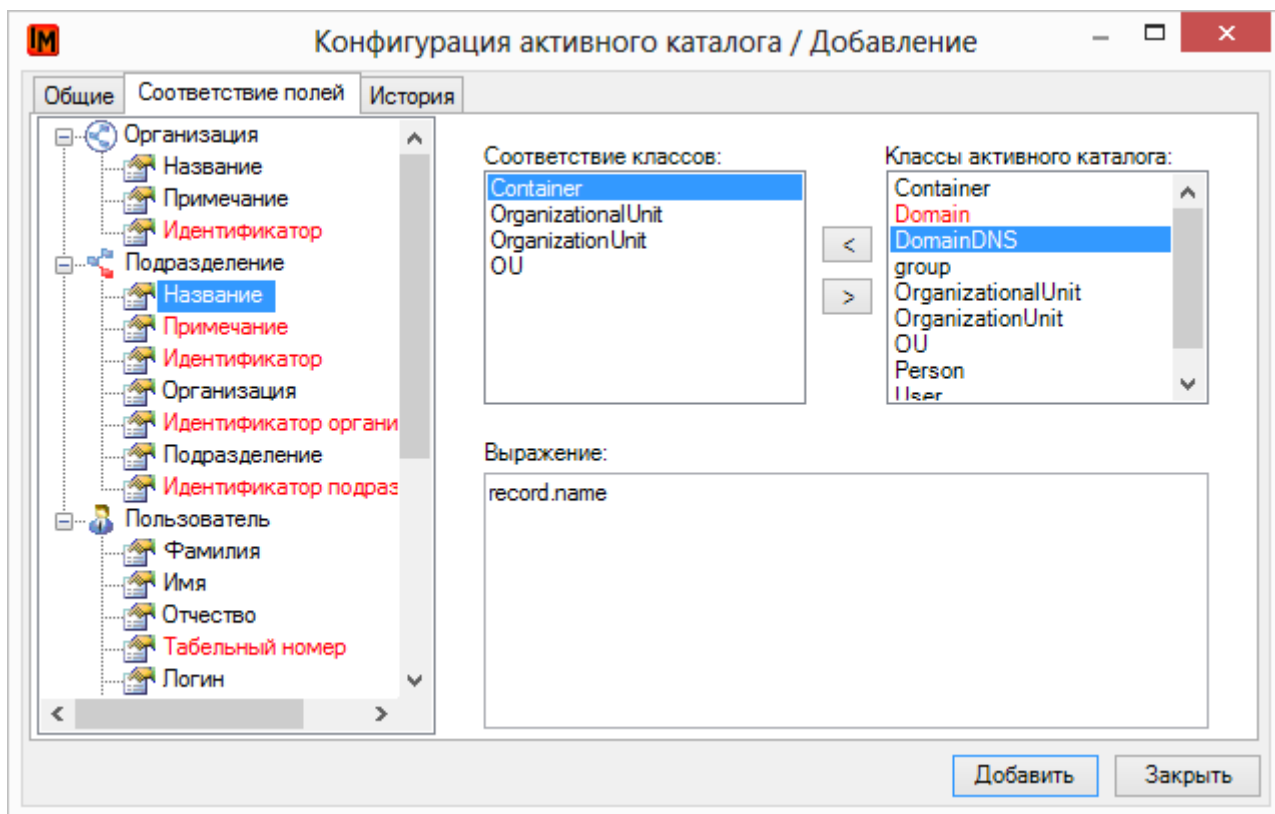 IM
Конфигурация активного каталога / Добавление
Общие
Соответствие полей
История
Организация
Название
Примечание
Идентификатор
Подразделение
Название
Примечание
Идентификатор
Организация
Идентификатор органи
Подразделение
Идентификатор подраз
Пользователь
Фамилия
Имя
Отчество
Табельный номер
Логин
Соответствие классов:
Container
OrganizationalUnit
OrganizationUnit
OU
<
>
Классы активного каталога:
Container
Domain
DomainDNS
group
OrganizationalUnit
OrganizationUnit
OU
Person
User
Выражение:
record.name
Добавить
Закрыть